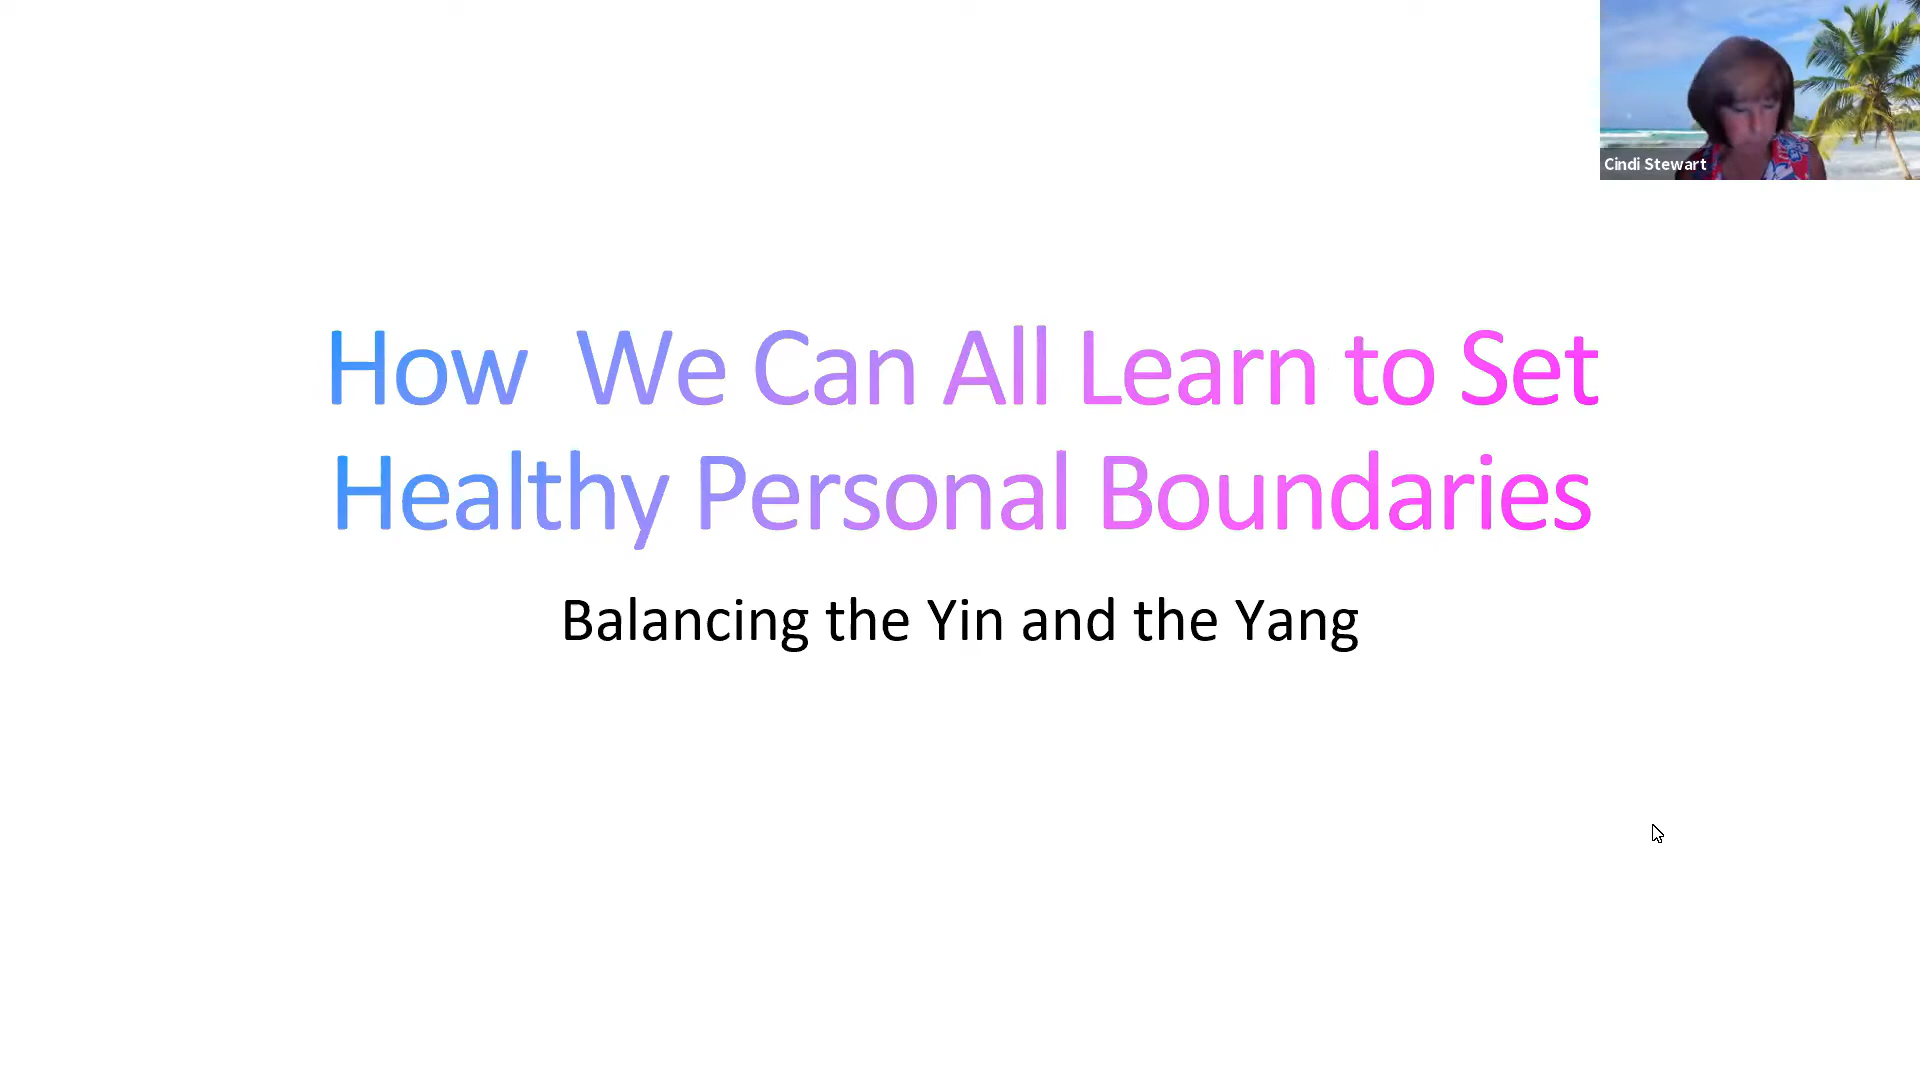 Cindi Stewart
How We Can All Learn to Set
Healthy Personal Boundaries
Balancing the Yin and the Yang